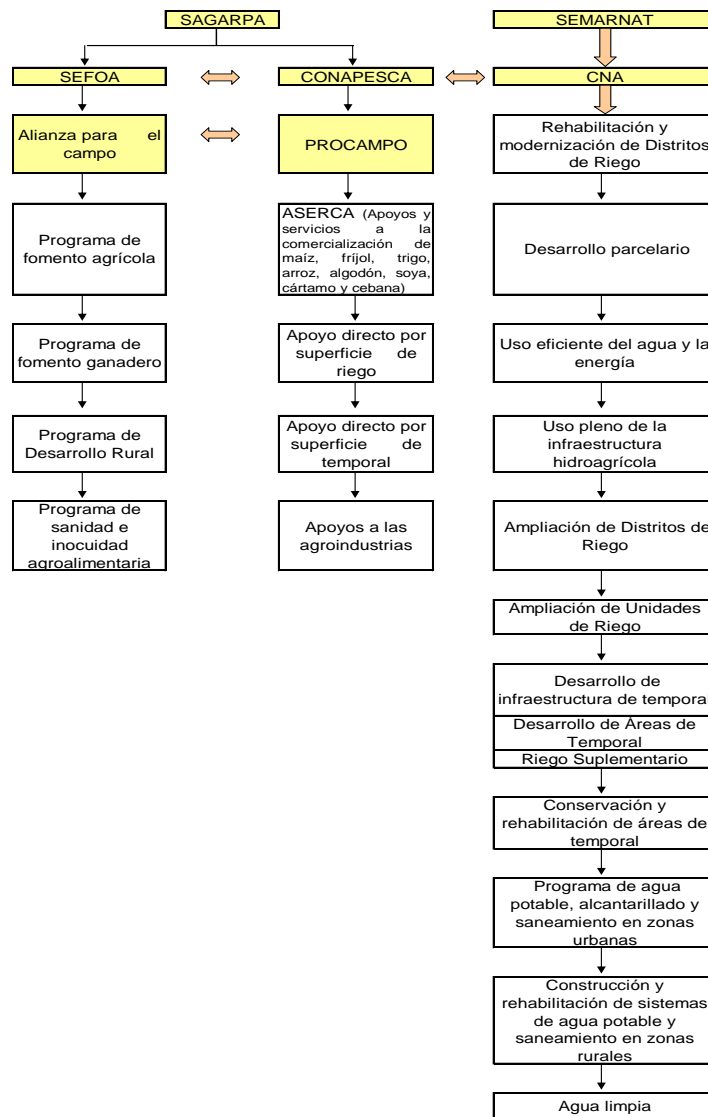 SAGARPA
SEMARNAT
SEFOA
CONAPESCA
CNA
Alianza para el
campo
PROCAMPO
Rehabilitación y
modernización de Distritos
de Riego
Programa de
fomento agrícola
ASERCA (Apoyos y
servicios a la
comercialización de
maíz, fríjol, trigo,
arroz, algodón, soya,
cártamo y cebana)
Desarrollo parcelario
Programa de
fomento ganadero
Apoyo directo por
superficie de
riego
Uso eficiente del agua y la
energía
Programa de
Desarrollo Rural
Apoyo directo por
superficie de
temporal
Uso pleno de la
infraestructura
hidroagrícola
Programa de
sanidad e
inocuidad
agroalimentaria
Apoyos a las
agroindustrias
Ampliación de Distritos de
Riego
Ampliación de Unidades
de Riego
Desarrollo de
infraestructura de temporal
Desarrollo de Áreas de
Temporal
Riego Suplementario
Conservación y
rehabilitación de áreas de
temporal
Programa de agua
potable, alcantarillado y
saneamiento en zonas
urbanas
Construcción y
rehabilitación de sistemas
de agua potable y
saneamiento en zonas
rurales
Agua limpia